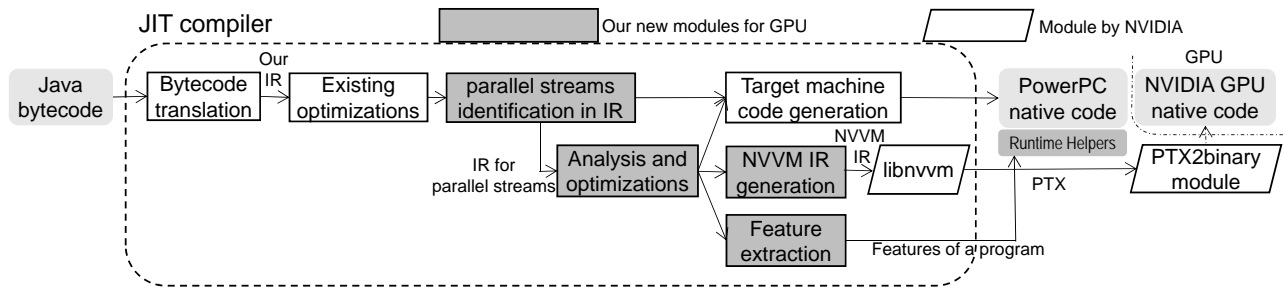 JIT compiler
Our new modules for GPU
Module by NVIDIA
GPU
Java
bytecode
Bytecode
translation
Our
IR
Existing
optimizations
parallel streams
identification in IR
Target machine
code generation
PowerPC
native code
NVIDIA GPU
native code
Runtime Helpers
IR for
parallel streams
Analysis and
optimizations
NVVM IR
generation
NVVM
IR
libnvvm
PTX
PTX2binary
module
Feature
extraction
Features of a program